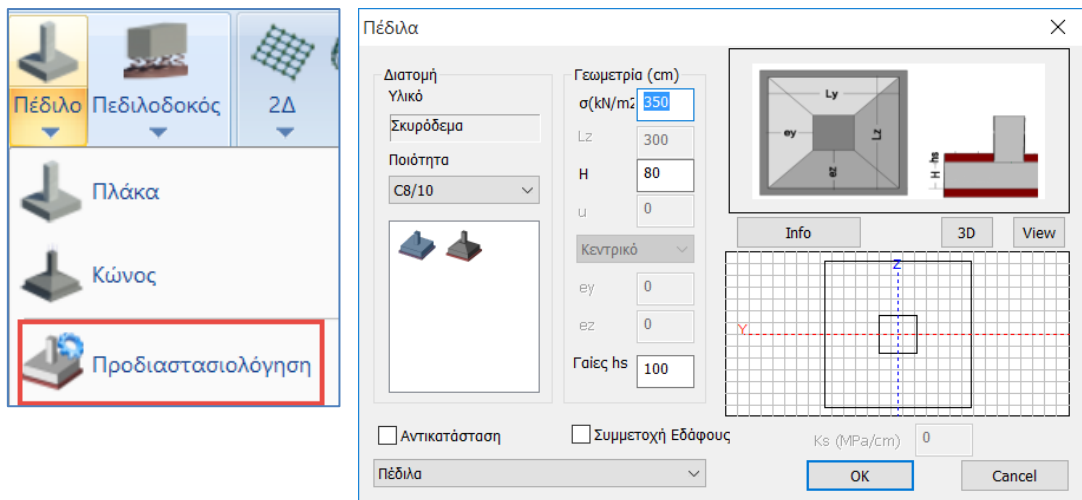 Πέδιλο Πεδιλοδοκός 2Δ
Πλάκα
Κώνος
Προδιαστασιολόγηση
Πέδιλα
Διατομή
Υλικό
Σκυρόδεμα
Ποιότητα
C8/10
Γεωμετρία (cm)
σ(kN/m2 350
Lz 300
H 80
u 0
Κεντρικό
ey 0
ez 0
Γαίες hs 100
Ly
ey
Lz
ez
H
hs
Info 3D View
Z
Y
Αντικατάσταση
Συμμετοχή Εδάφους
Ks (MPa/cm) 0
Πέδιλα
OK Cancel